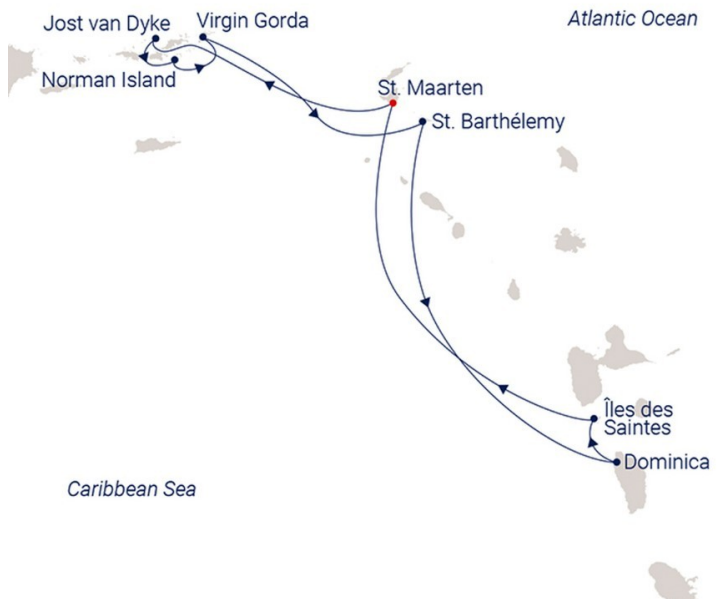 Jost van Dyke
Virgin Gorda
Atlantic Ocean
Norman Island
St. Maarten
St. Barthélemy
Îles des
Saintes
Dominica
Caribbean Sea